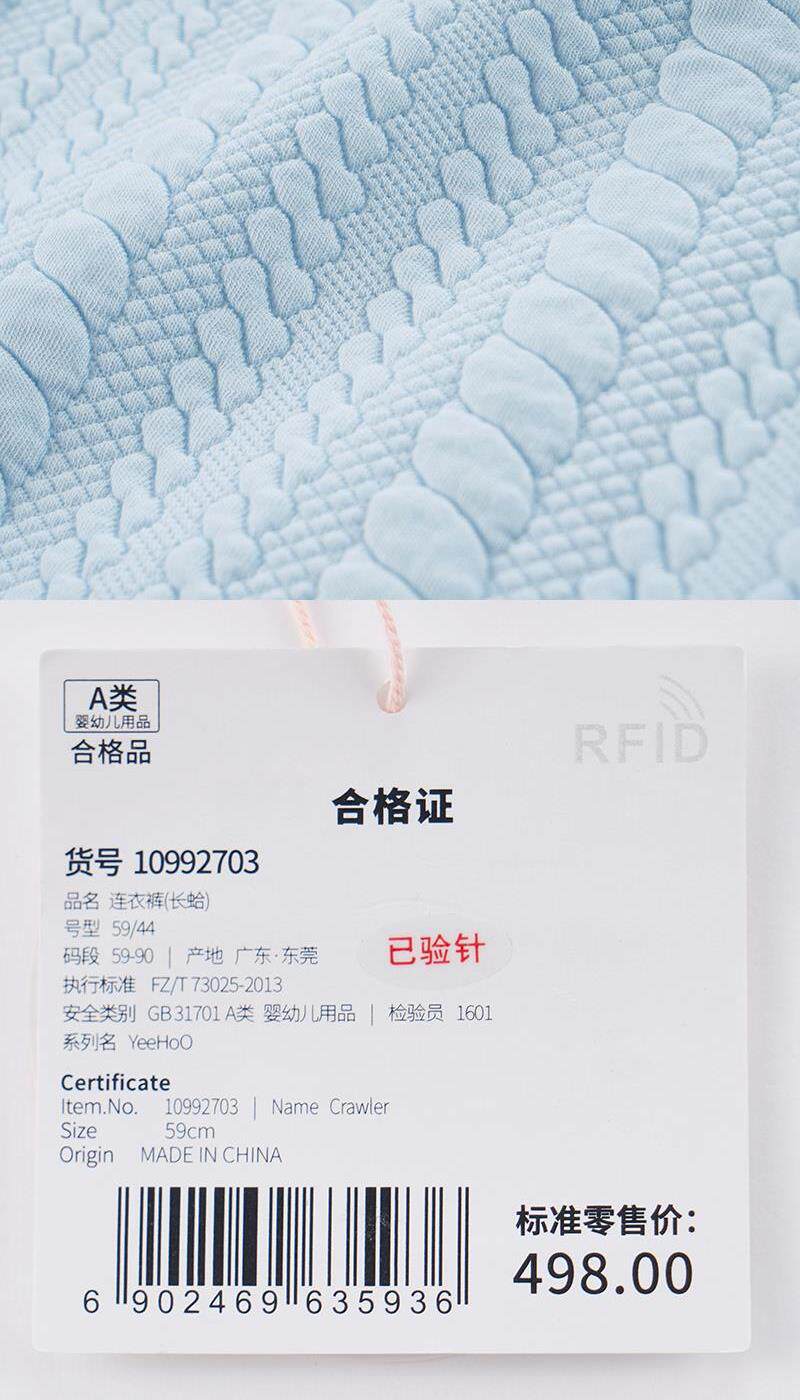 A类
婴幼儿用品
合格品
RFID
合格证
货号 10992703
品名 连衣裤(长蛤)
号型 59/44
码段 59-90 | 产地 广东·东莞
已验针
执行标准 FZ/T 73025-2013
安全类别 GB 31701 A类 婴幼儿用品 | 检验员 1601
系列名 YeeHoO
Certificate
Item.No. 10992703 | Name Crawler
Size 59cm
Origin MADE IN CHINA
标准零售价:
498.00
6 902469 635936